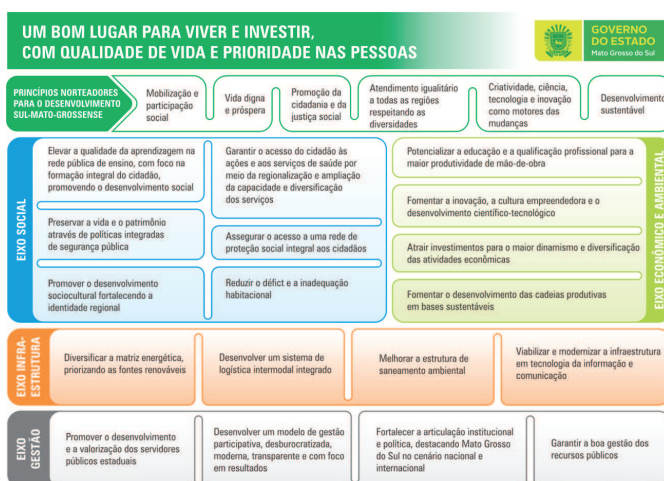 UM BOM LUGAR PARA VIVER E INVESTIR,
COM QUALIDADE DE VIDA E PRIORIDADE NAS PESSOAS
GOVERNO
DO ESTADO
Mato Grosso do Sul
PRINCÍPIOS NORTEADORES
PARA O DESENVOLVIMENTO
SUL-MATO-GROSSENSE
Mobilização e
participação
social
Vida digna
e próspera
Promoção da
cidadania e da
justiça social
Atendimento igualitário
a todas as regiões
respeitando as
diversidades
Criatividade, ciência,
tecnologia e inovação
como motores das
mudanças
Desenvolvimento
sustentável
EIXO SOCIAL
Elevar a qualidade da aprendizagem na
rede pública de ensino, com foco na
formação integral do cidadão,
promovendo o desenvolvimento social
Preservar a vida e o patrimônio
através de políticas integradas
de segurança pública
Promover o desenvolvimento
sociocultural fortalecendo a
identidade regional
Garantir o acesso do cidadão às
ações e aos serviços de saúde por
meio da regionalização e ampliação
da capacidade e diversificação
dos serviços
Assegurar o acesso a uma rede de
proteção social integral aos cidadãos
Reduzir o défict e a inadequação
habitacional
Potencializar a educação e a qualificação profissional para a
maior produtividade de mão-de-obra
Fomentar a inovação, a cultura empreendedora e o
desenvolvimento científico-tecnológico
Atrair investimentos para o maior dinamismo e diversificação
das atividades econômicas
Fomentar o desenvolvimento das cadeias produtivas
em bases sustentáveis
EIXO ECONÔMICO E AMBIENTAL
EIXO INFRA-
ESTRUTURA
Diversificar a matriz energética,
priorizando as fontes renováveis
Desenvolver um sistema de
logística intermodal integrado
Melhorar a estrutura de
saneamento ambiental
Viabilizar e modernizar a infraestrutura
em tecnologia da informação e
comunicação
EIXO
GESTÃO
Promover o desenvolvimento
e a valorização dos servidores
públicos estaduais
Desenvolver um modelo de gestão
participativa, desburocratizada,
moderna, transparente e com foco
em resultados
Fortalecer a articulação institucional
e política, destacando Mato Grosso
do Sul no cenário nacional e
internacional
Garantir a boa gestão dos
recursos públicos